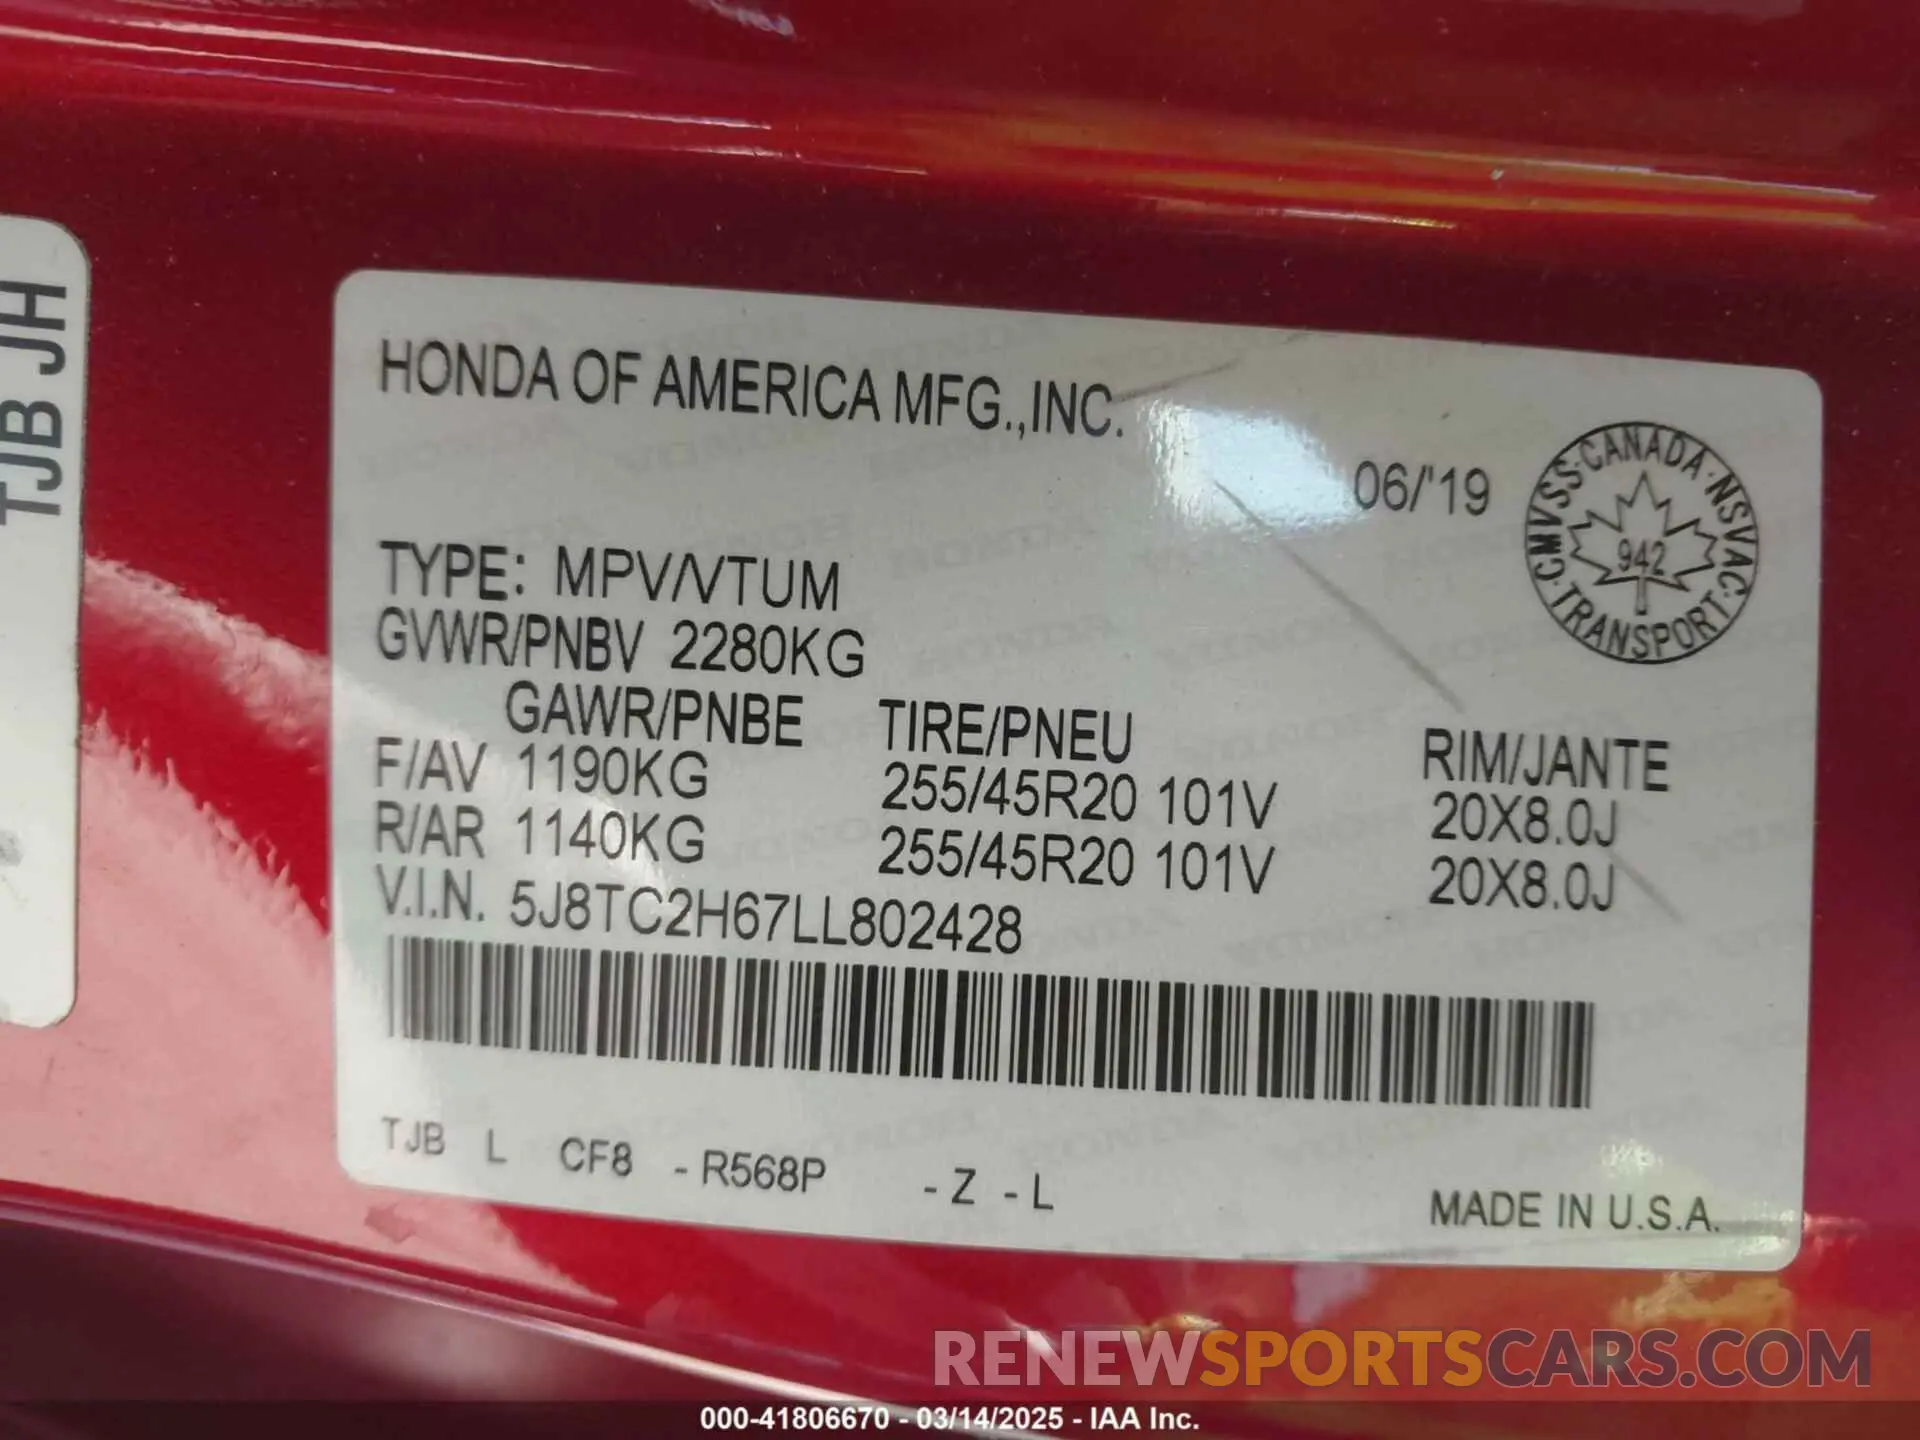 TJB JH
HONDA OF AMERICA MFG.,INC.
06/'19
CMVSS·CANADA·NSVAC·TRANSPORT·
942
TYPE: MPV/VTUM
GVWR/PNBV 2280KG
GAWR/PNBE TIRE/PNEU RIM/JANTE
F/AV 1190KG 255/45R20 101V 20X8.0J
R/AR 1140KG 255/45R20 101V 20X8.0J
V.I.N. 5J8TC2H67LL802428
TJB L CF8 -R568P -Z -L
MADE IN U.S.A.
RENEWSPORTSCARS.COM
000-41806670 - 03/14/2025 - IAA Inc.